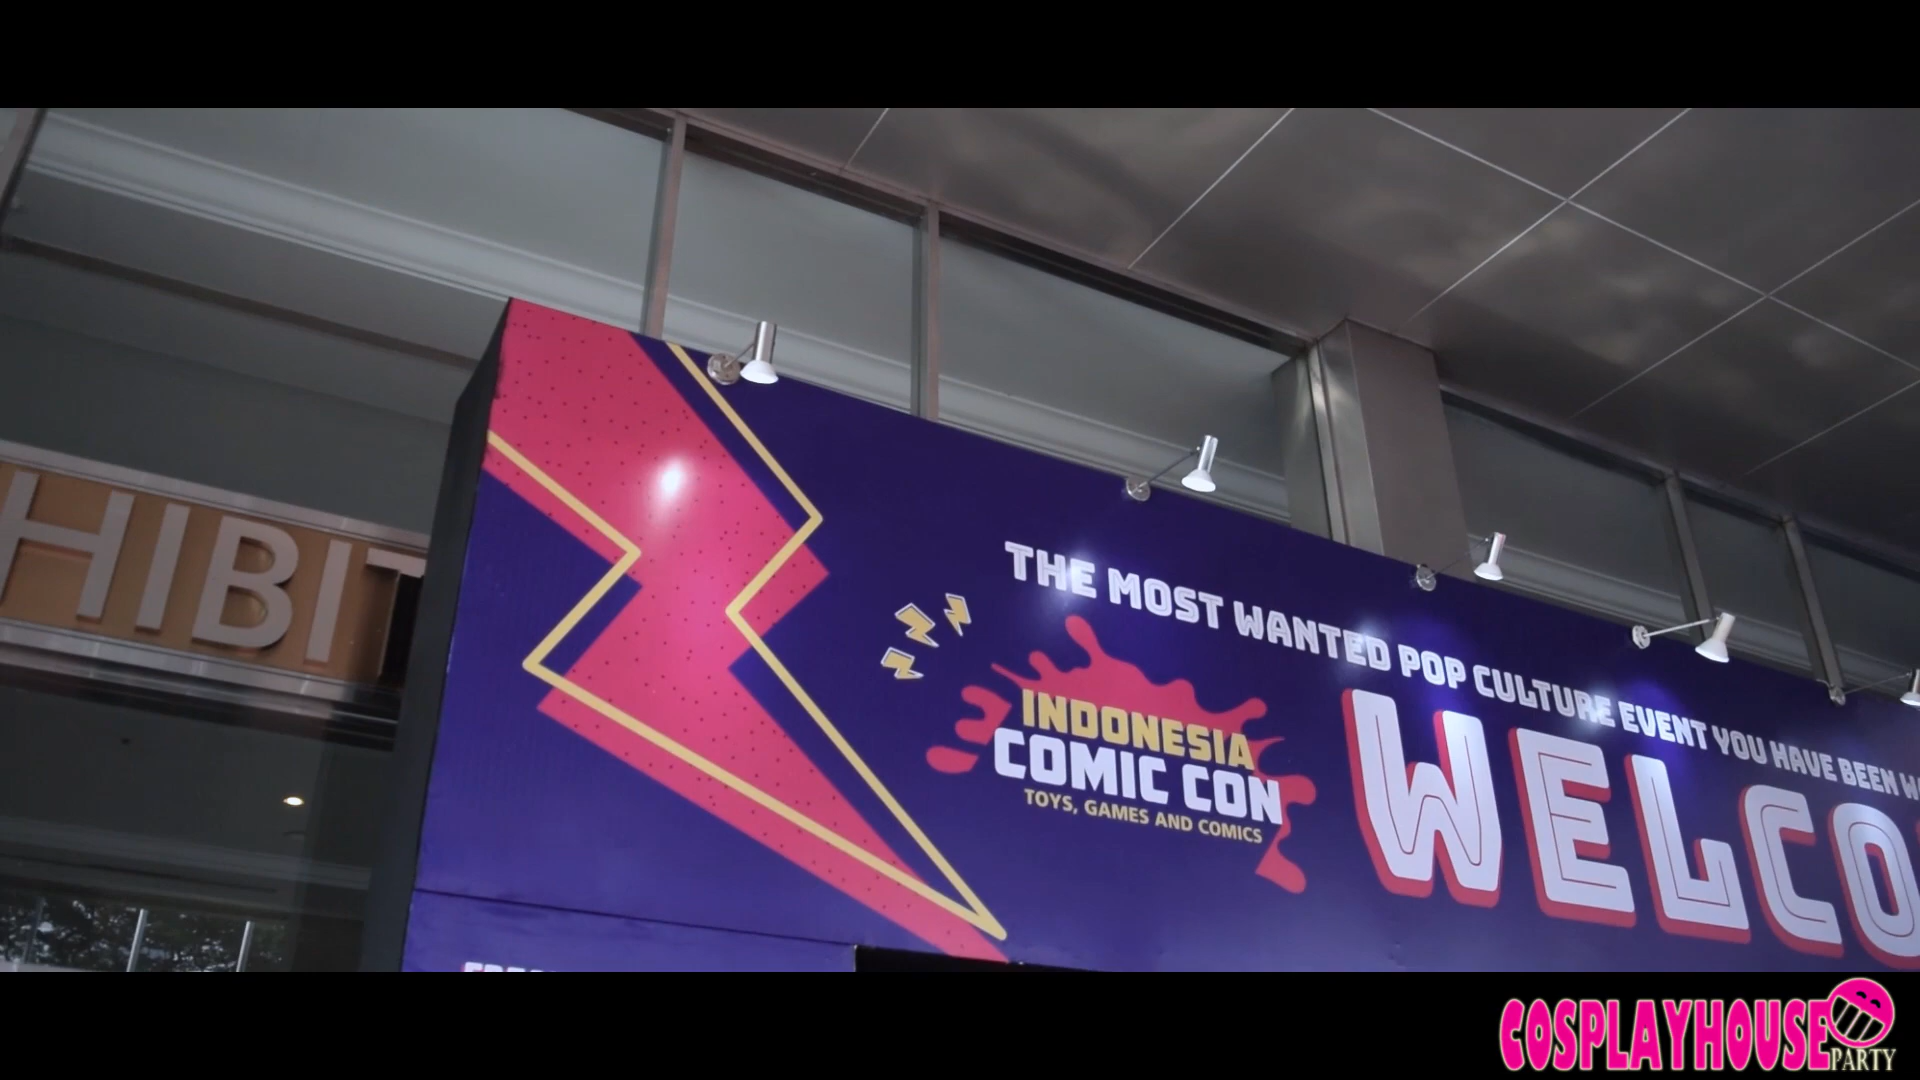 HIBIT
THE MOST WANTED POP CULTURE EVENT YOU HAVE BEEN
INDONESIA
COMIC CON
TOYS, GAMES AND COMICS
WELCO
COSPLAYHOUSE
PARTY